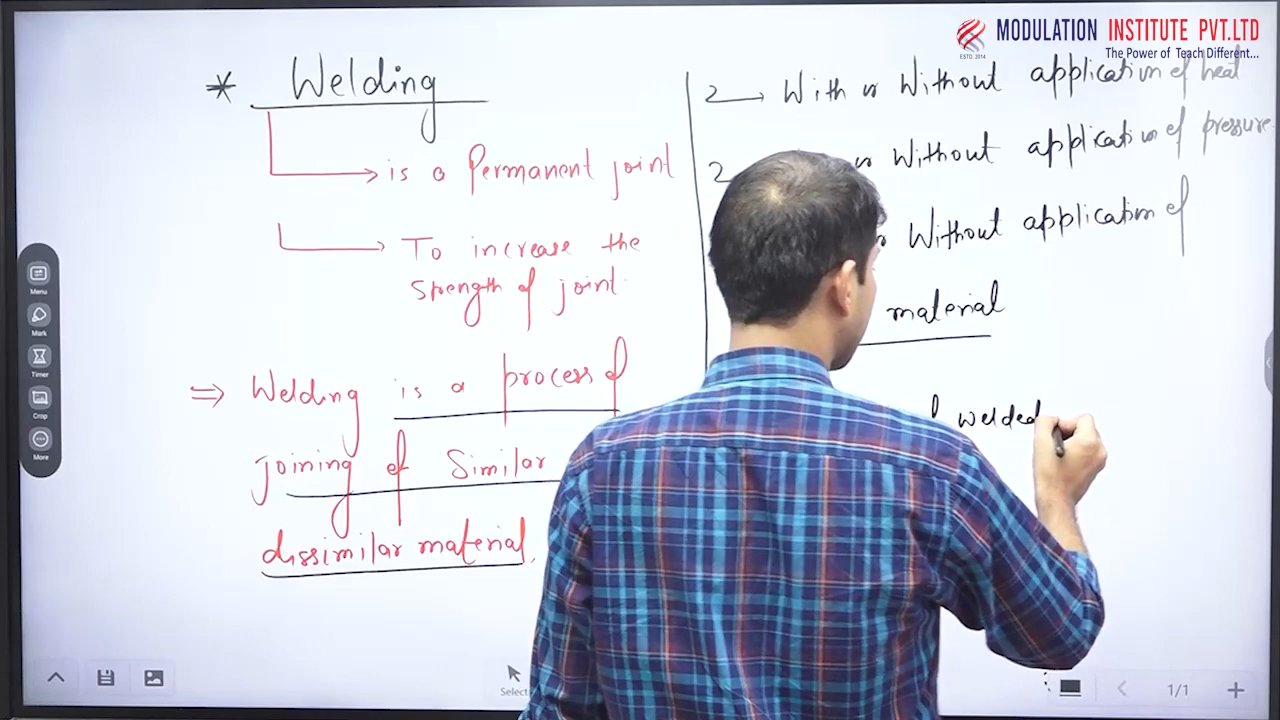 MODULATION INSTITUTE PVT.LTD
The Power of Teach Different...
ESTD. 2014
* Welding
is a Permanent joint
To increase the
strength of joint.
⇒ Welding is a process of
joining of Similar
dissimilar material.
2 → With or Without application of heat
2 or Without application of pressure
or Without application of
material
welded
Menu
Mark
Timer
Crop
More
Select
1/1